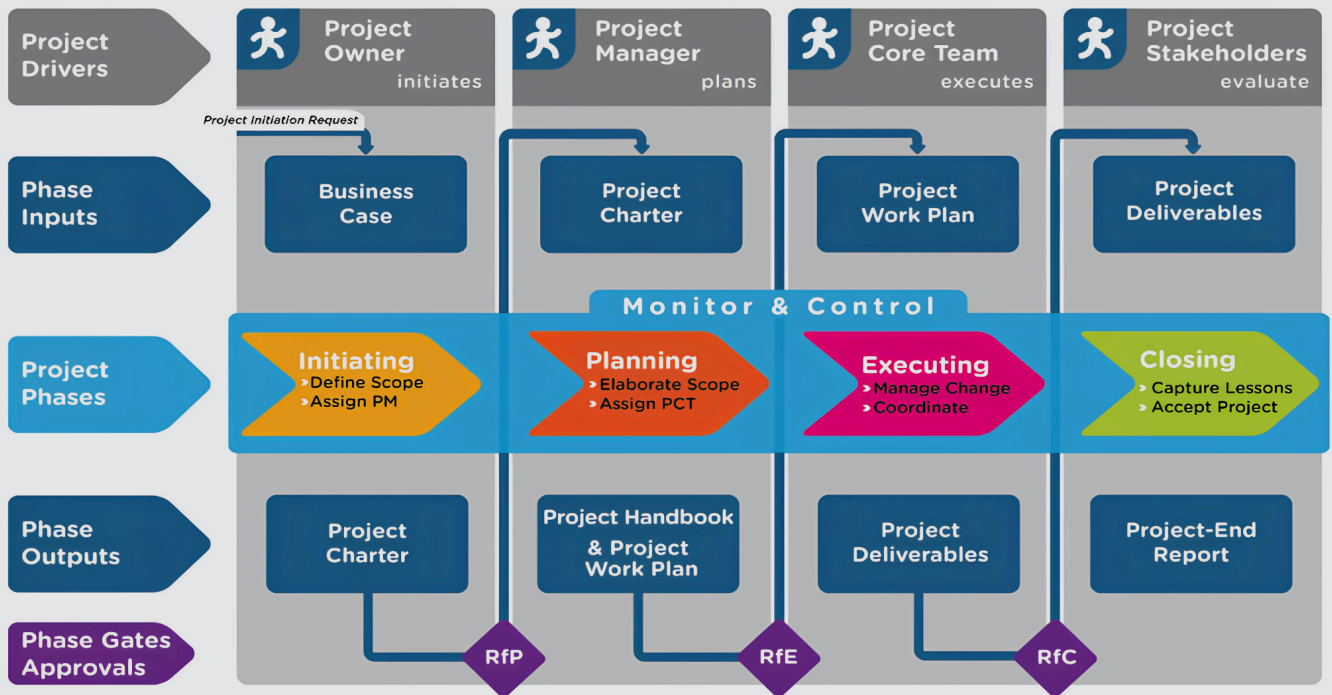 Project
Drivers
Project
Owner
initiates
Project
Manager
plans
Project
Core Team
executes
Project
Stakeholders
evaluate
Project Initiation Request
Phase
Inputs
Business
Case
Project
Charter
Project
Work Plan
Project
Deliverables
Monitor & Control
Project
Phases
Initiating
» Define Scope
» Assign PM
Planning
» Elaborate Scope
» Assign PCT
Executing
» Manage Change
» Coordinate
Closing
» Capture Lessons
» Accept Project
Phase
Outputs
Project
Charter
Project Handbook
& Project
Work Plan
Project
Deliverables
Project-End
Report
Phase Gates
Approvals
RfP
RfE
RfC